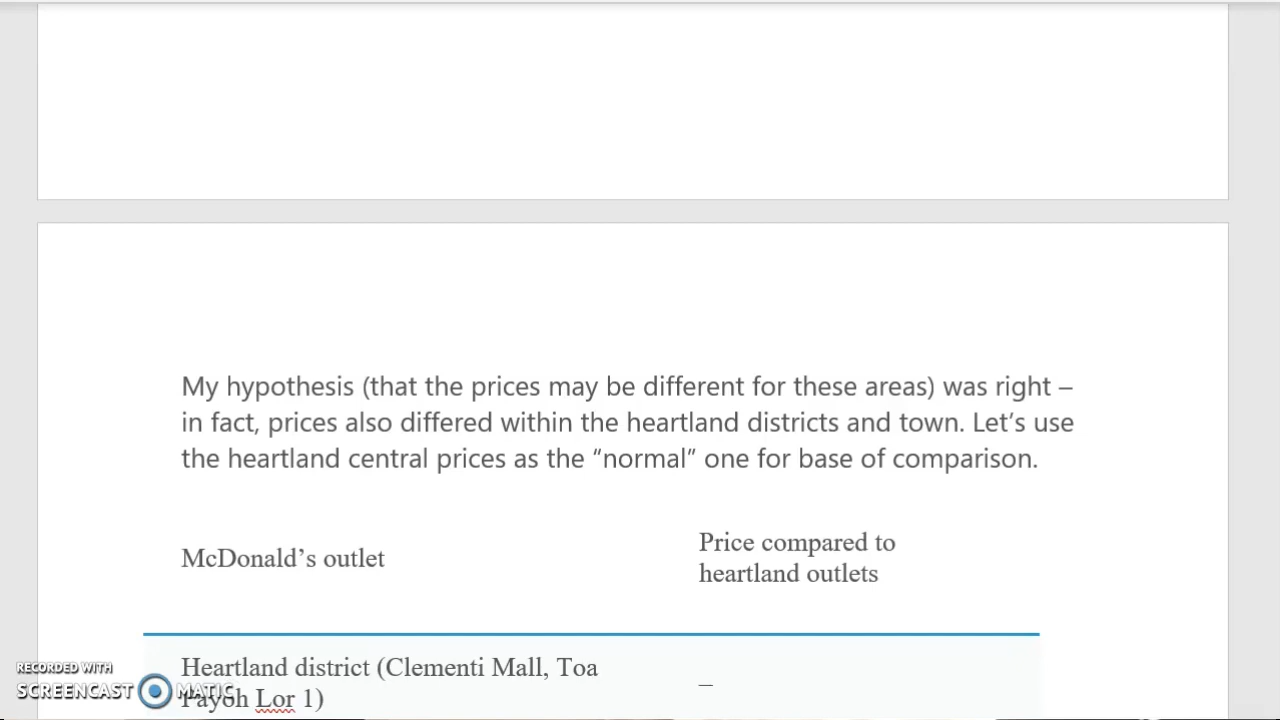 My hypothesis (that the prices may be different for these areas) was right –
in fact, prices also differed within the heartland districts and town. Let’s use
the heartland central prices as the “normal” one for base of comparison.
McDonald’s outlet
Price compared to
heartland outlets
Heartland district (Clementi Mall, Toa
Payoh Lor 1)
–
RECORDED WITH
SCREENCAST MATIC